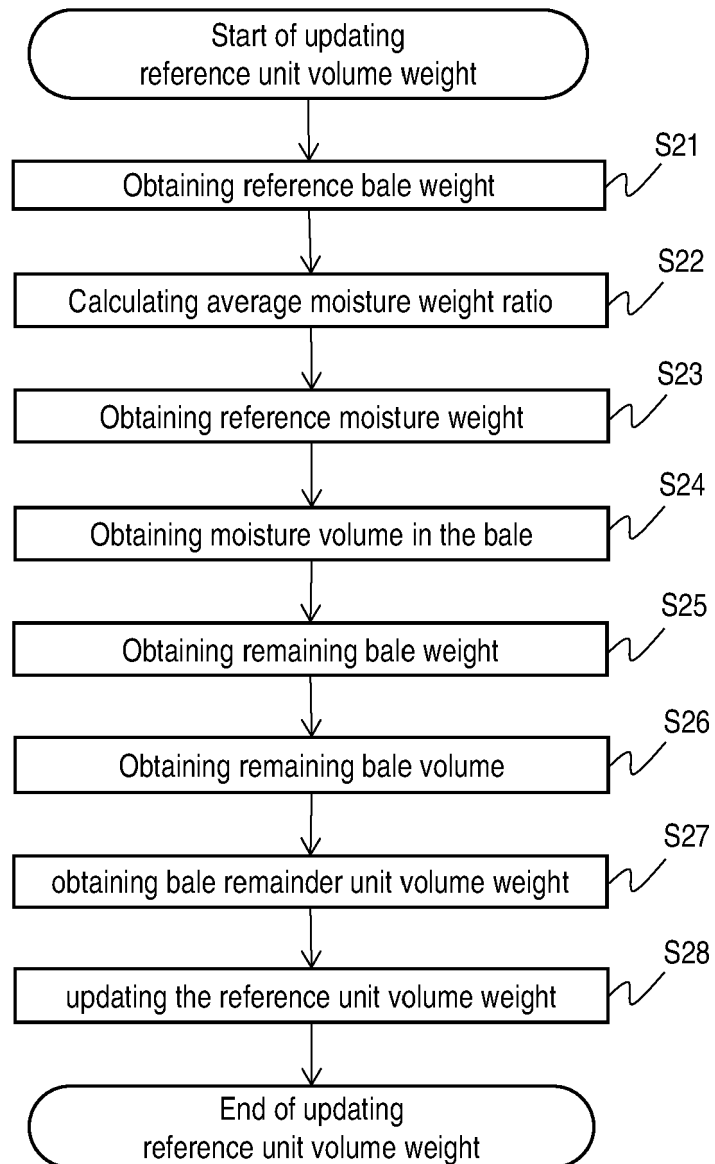 Start of updating
reference unit volume weight
S21
Obtaining reference bale weight
S22
Calculating average moisture weight ratio
S23
Obtaining reference moisture weight
S24
Obtaining moisture volume in the bale
S25
Obtaining remaining bale weight
S26
Obtaining remaining bale volume
S27
obtaining bale remainder unit volume weight
S28
updating the reference unit volume weight
End of updating
reference unit volume weight